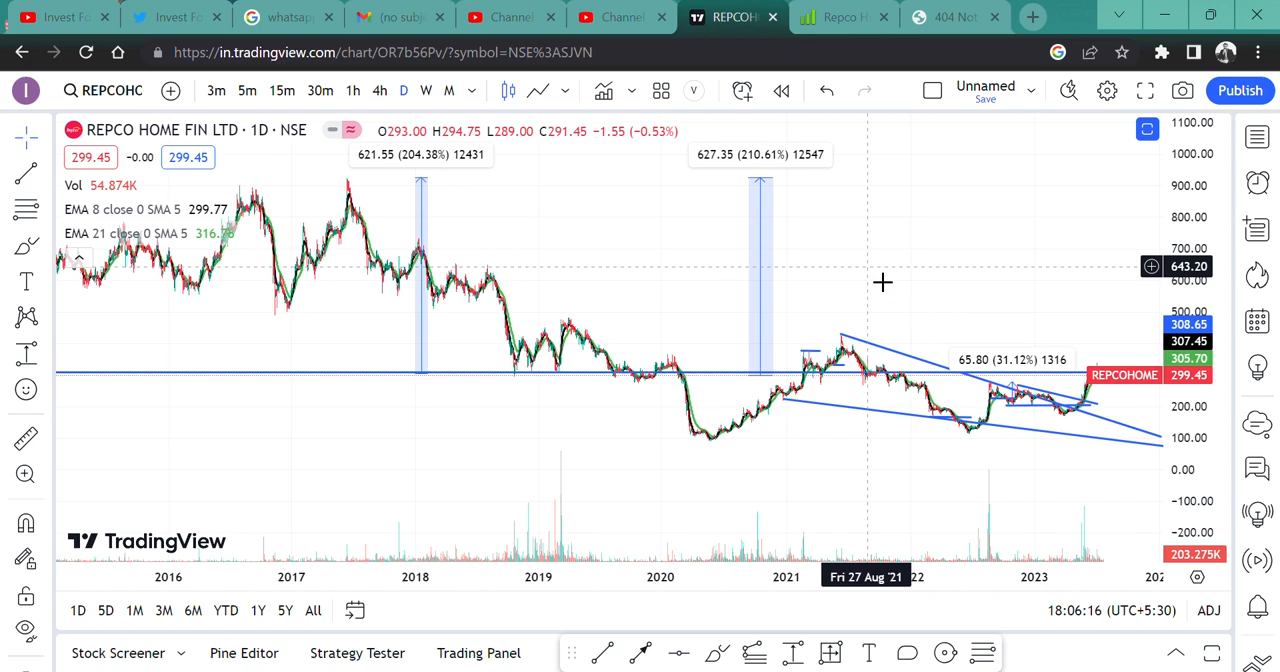 Invest Fo
Invest Fo
whatsapp
(no subje
Channel
Channel
REPCOH
Repco H
404 Not
https://in.tradingview.com/chart/OR7b56Pv/?symbol=NSE%3ASJVN
I
REPCOHC
3m 5m 15m 30m 1h 4h D W M
V
Unnamed
Save
Publish
REPCO HOME FIN LTD · 1D · NSE
O293.00 H294.75 L289.00 C291.45 −1.55 (−0.53%)
299.45 -0.00 299.45
621.55 (204.38%) 12431
627.35 (210.61%) 12547
Vol 54.874K
EMA 8 close 0 SMA 5 299.77
EMA 21 close 0 SMA 5 316.76
65.80 (31.12%) 1316
1100.00
1000.00
900.00
800.00
700.00
643.20
600.00
500.00
308.65
307.45
305.70
REPCOHOME 299.45
200.00
100.00
0.00
-100.00
-200.00
203.275K
TradingView
2016 2017 2018 2019 2020 2021 Fri 27 Aug '21 22 2023 202
1D 5D 1M 3M 6M YTD 1Y 5Y All
18:06:16 (UTC+5:30) ADJ
Stock Screener Pine Editor Strategy Tester Trading Panel